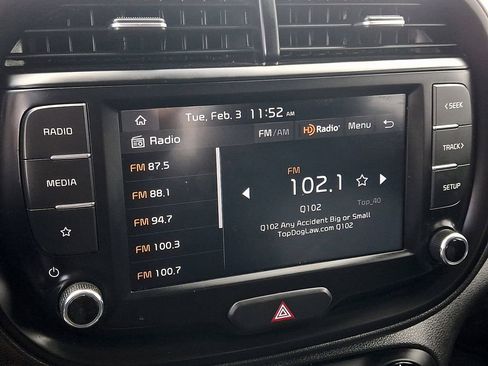 Tue, Feb. 3 11:52 AM
< SEEK
RADIO
Radio
FM/AM
HD Radio
Menu
FM 87.5
FM
TRACK >
MEDIA
FM 88.1
102.1
SETUP
FM 94.7
Q102
Top_40
FM 100.3
Q102 Any Accident Big or Small
TopDogLaw.com Q102
FM 100.7